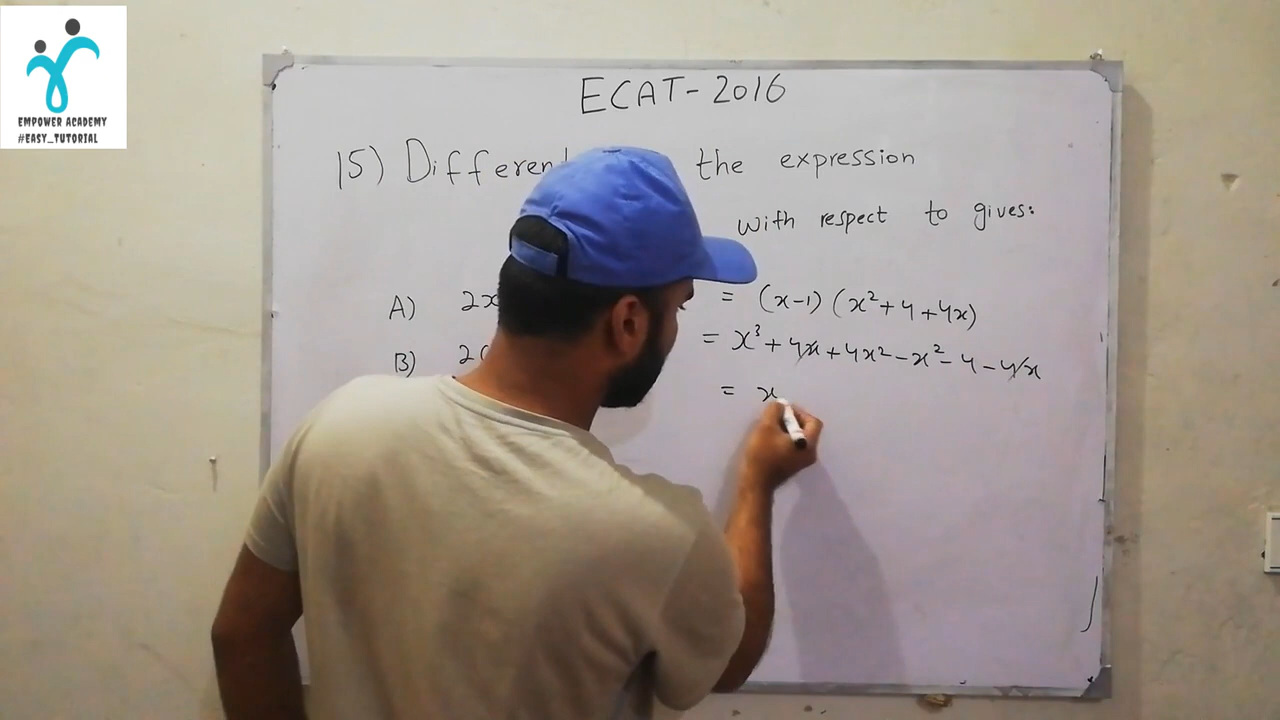 EMPOWER ACADEMY
#EASY_TUTORIAL
ECAT-2016
15) Differen the expression
with respect to gives:
A) 2x = (x-1) (x²+4+4x)
= x³+4x+4x²-x²-4-4x
B) 2(
= x